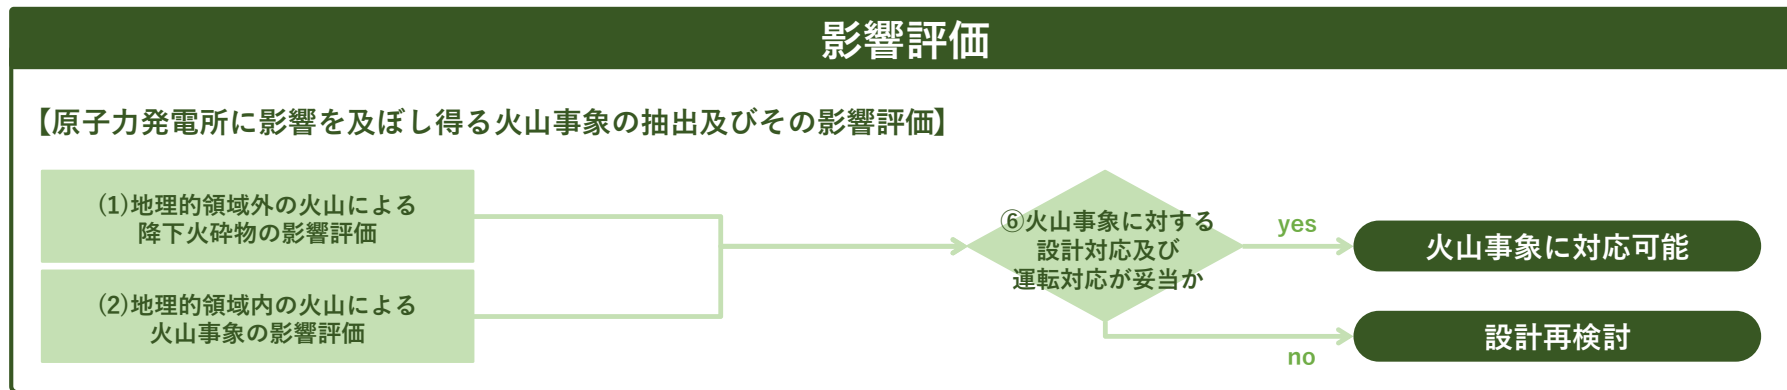 影響評価
【原子力発電所に影響を及ぼし得る火山事象の抽出及びその影響評価】
(1)地理的領域外の火山による
降下火砕物の影響評価
(2)地理的領域内の火山による
火山事象の影響評価
⑥火山事象に対する
設計対応及び
運転対応が妥当か
yes
火山事象に対応可能
no
設計再検討